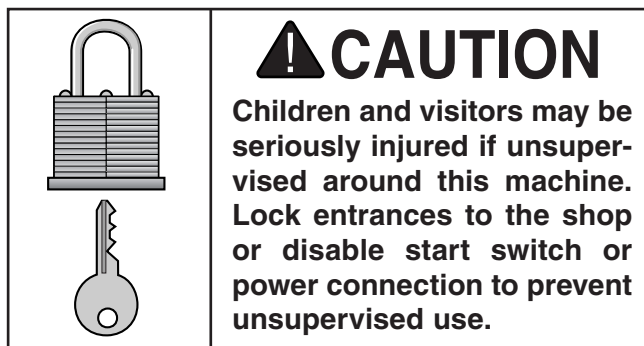 CAUTION
Children and visitors may be
seriously injured if unsuper-
vised around this machine.
Lock entrances to the shop
or disable start switch or
power connection to prevent
unsupervised use.